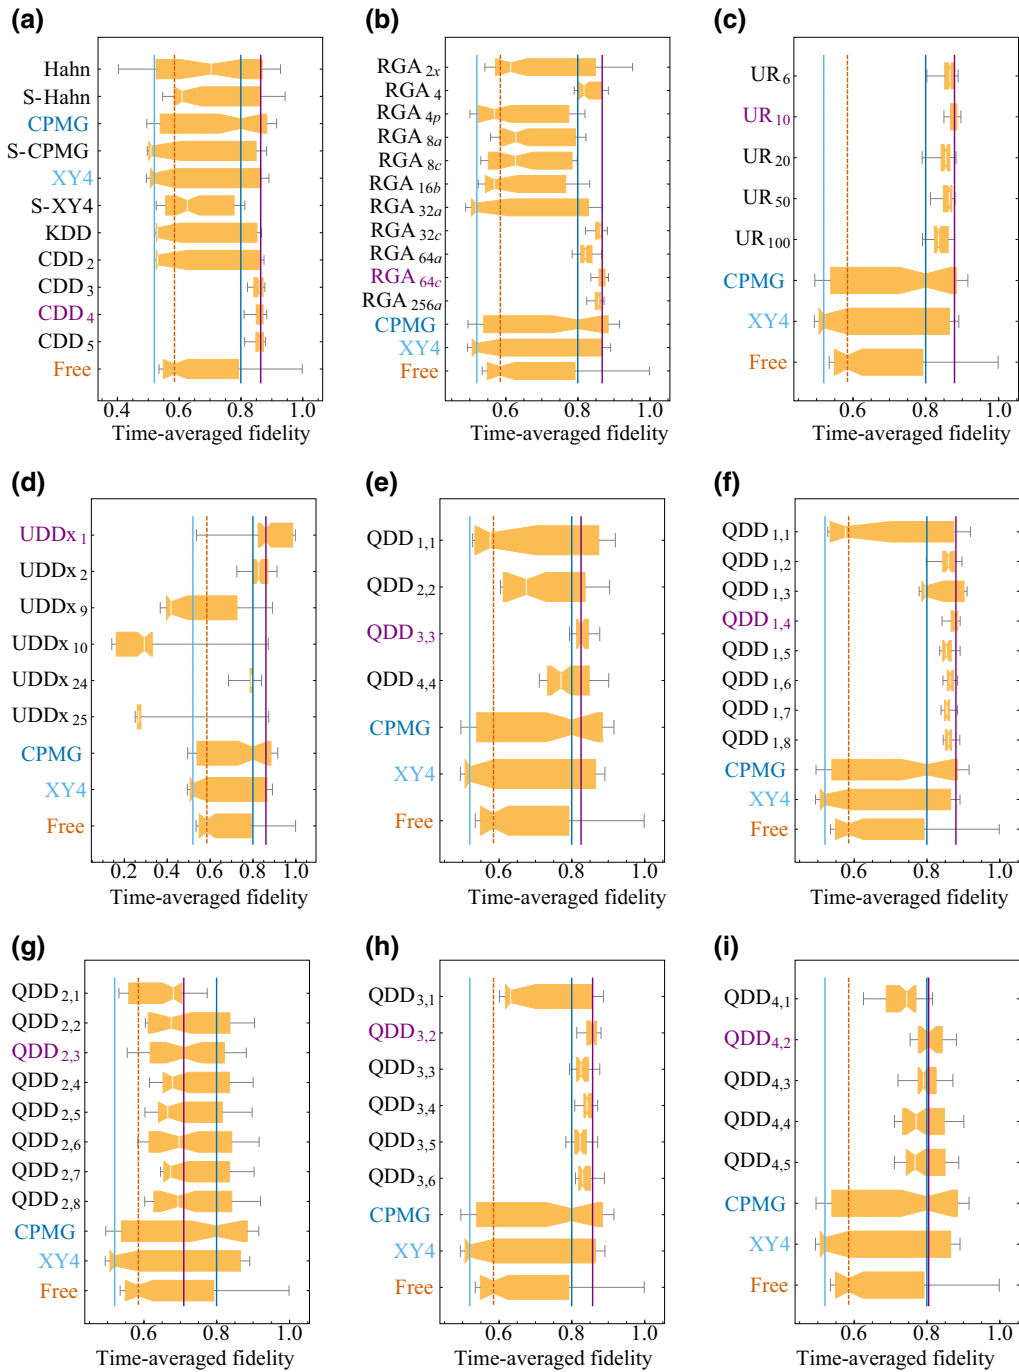 (a)
Hahn
S-Hahn
CPMG
S-CPMG
XY4
S-XY4
KDD
CDD 2
CDD 3
CDD 4
CDD 5
Free
0.4 0.6 0.8 1.0
Time-averaged fidelity
(b)
RGA 2x
RGA 4
RGA 4p
RGA 8a
RGA 8c
RGA 16b
RGA 32a
RGA 32c
RGA 64a
RGA 64c
RGA 256a
CPMG
XY4
Free
0.6 0.8 1.0
Time-averaged fidelity
(c)
UR 6
UR 10
UR 20
UR 50
UR 100
CPMG
XY4
Free
0.6 0.8 1.0
Time-averaged fidelity
(d)
UDDx 1
UDDx 2
UDDx 9
UDDx 10
UDDx 24
UDDx 25
CPMG
XY4
Free
0.2 0.4 0.6 0.8 1.0
Time-averaged fidelity
(e)
QDD 1,1
QDD 2,2
QDD 3,3
QDD 4,4
CPMG
XY4
Free
0.6 0.8 1.0
Time-averaged fidelity
(f)
QDD 1,1
QDD 1,2
QDD 1,3
QDD 1,4
QDD 1,5
QDD 1,6
QDD 1,7
QDD 1,8
CPMG
XY4
Free
0.6 0.8 1.0
Time-averaged fidelity
(g)
QDD 2,1
QDD 2,2
QDD 2,3
QDD 2,4
QDD 2,5
QDD 2,6
QDD 2,7
QDD 2,8
CPMG
XY4
Free
0.6 0.8 1.0
Time-averaged fidelity
(h)
QDD 3,1
QDD 3,2
QDD 3,3
QDD 3,4
QDD 3,5
QDD 3,6
CPMG
XY4
Free
0.6 0.8 1.0
Time-averaged fidelity
(i)
QDD 4,1
QDD 4,2
QDD 4,3
QDD 4,4
QDD 4,5
CPMG
XY4
Free
0.6 0.8 1.0
Time-averaged fidelity